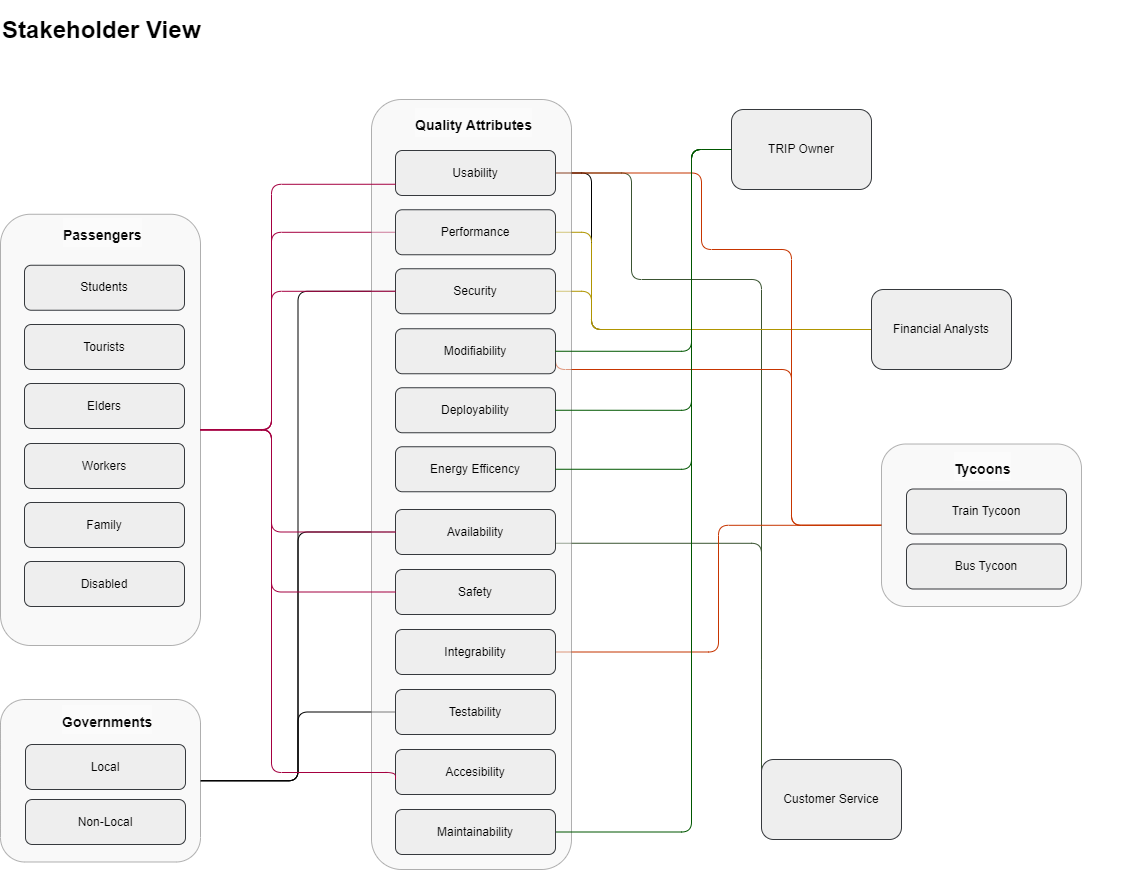 Stakeholder View
Passengers
Students
Tourists
Elders
Workers
Family
Disabled
Governments
Local
Non-Local
Quality Attributes
Usability
Performance
Security
Modifiability
Deployability
Energy Efficency
Availability
Safety
Integrability
Testability
Accesibility
Maintainability
TRIP Owner
Financial Analysts
Tycoons
Train Tycoon
Bus Tycoon
Customer Service